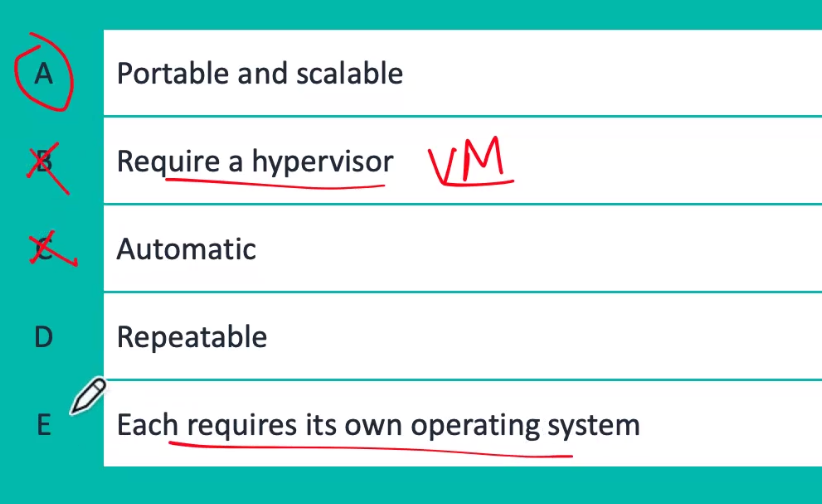 A Portable and scalable
B Require a hypervisor VM
C Automatic
D Repeatable
E Each requires its own operating system